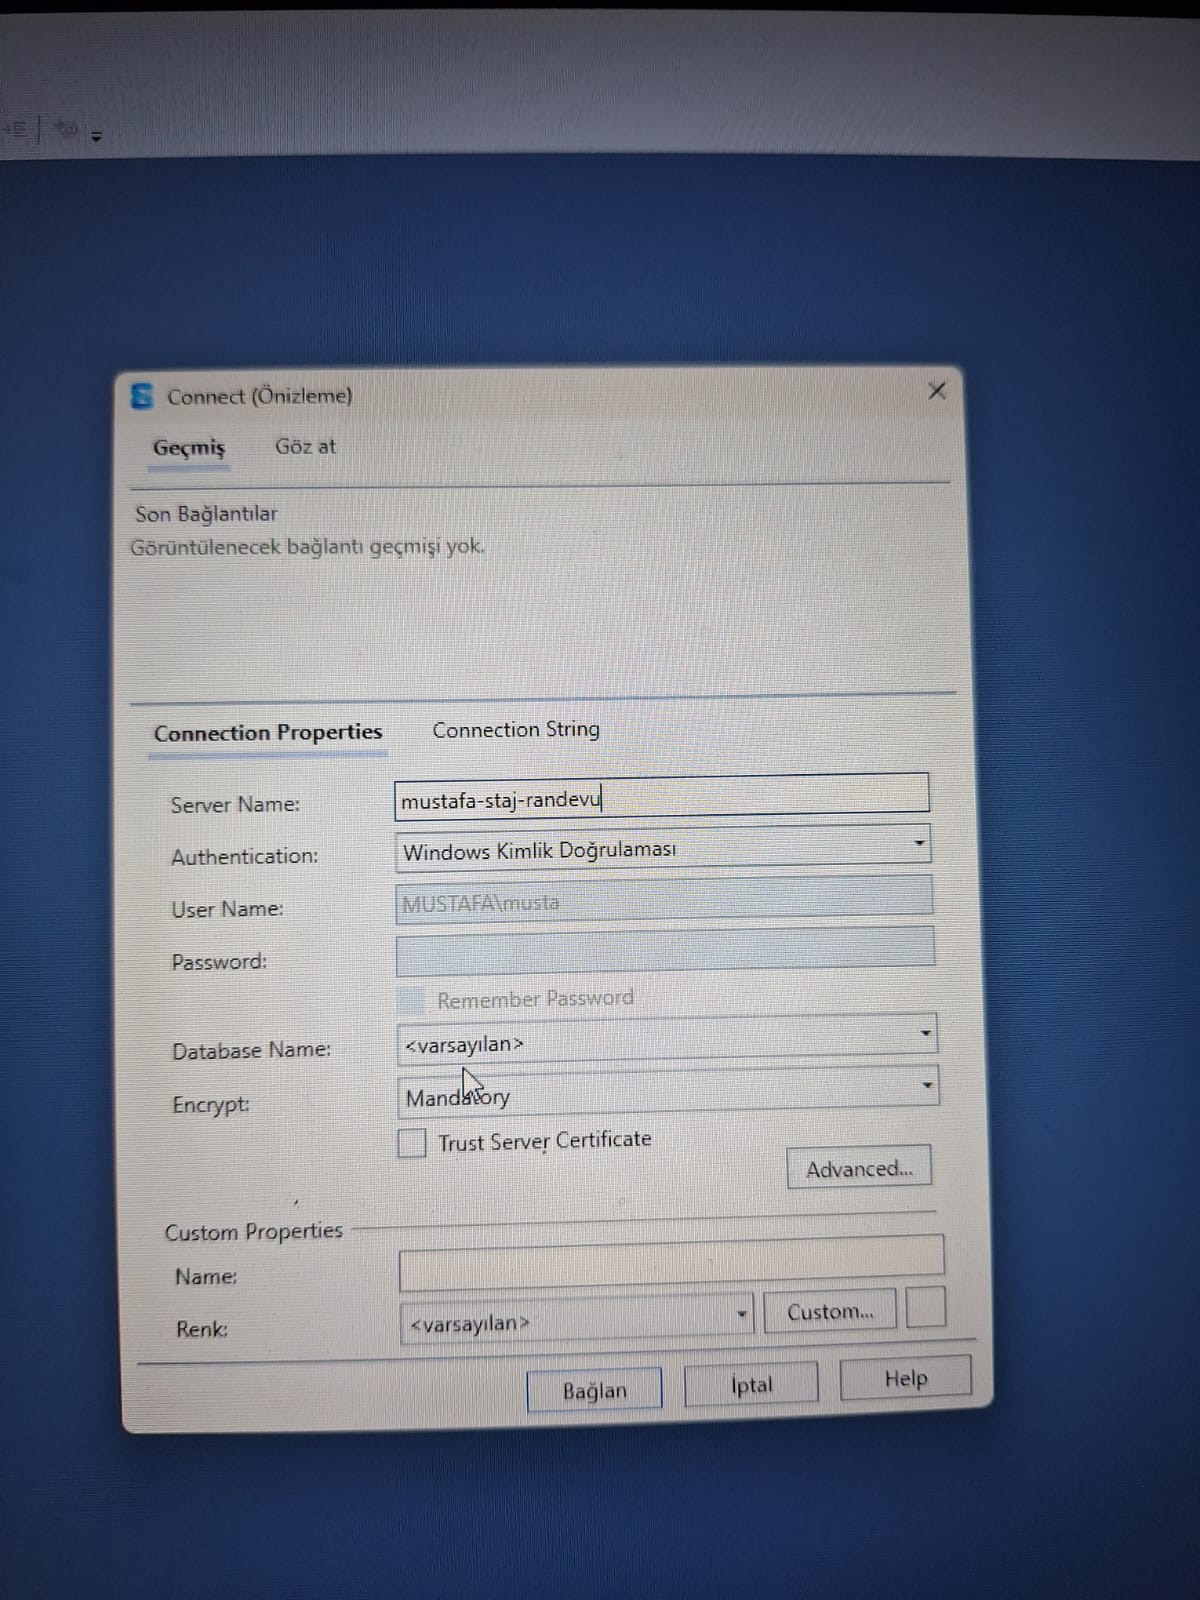 Connect (Önizleme)
Geçmiş Göz at
Son Bağlantılar
Görüntülenecek bağlantı geçmişi yok.
Connection Properties Connection String
Server Name: mustafa-staj-randevu
Authentication: Windows Kimlik Doğrulaması
User Name: MUSTAFA\musta
Password:
Remember Password
Database Name: <varsayılan>
Encrypt: Mandatory
Trust Server Certificate
Advanced...
Custom Properties
Name:
Renk: <varsayılan> Custom...
Bağlan İptal Help